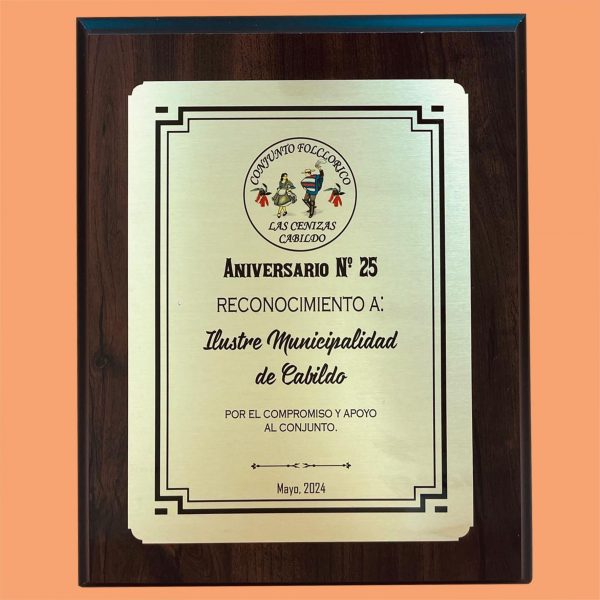 CONJUNTO FOLCLORICO
LAS CENIZAS
CABILDO
ANIVERSARIO Nº 25
RECONOCIMIENTO A:
Ilustre Municipalidad
de Cabildo
POR EL COMPROMISO Y APOYO
AL CONJUNTO.
Mayo, 2024